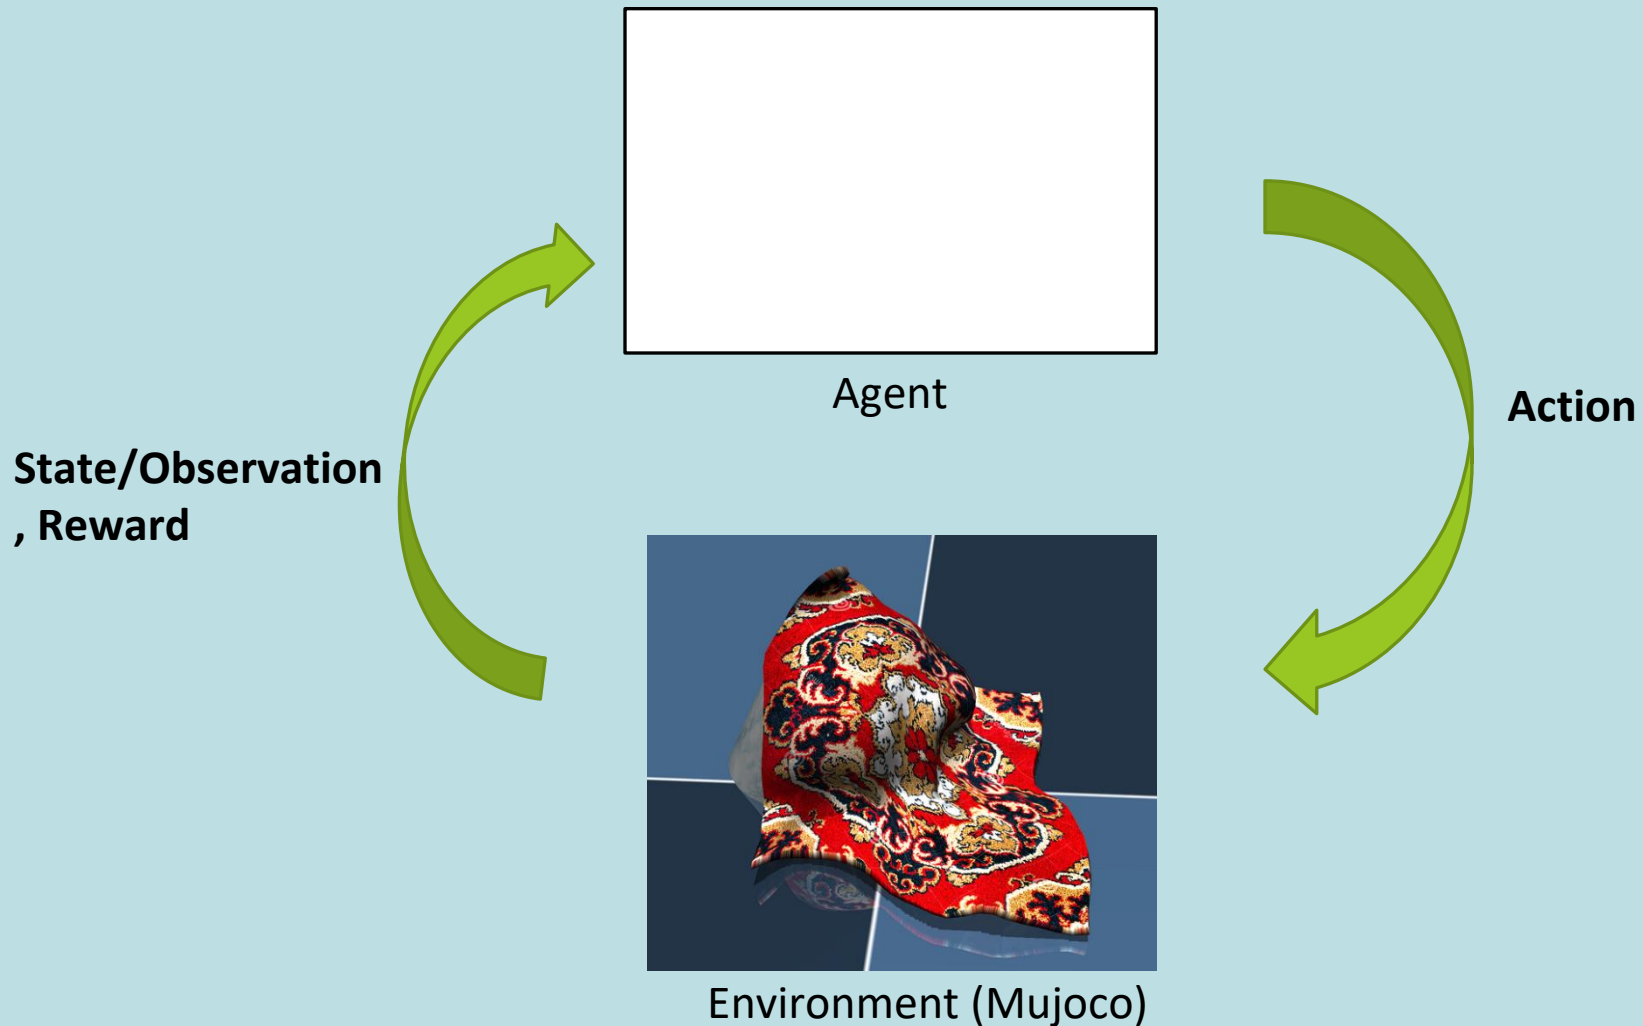 Agent
Action
State/Observation
, Reward
Environment (Mujoco)